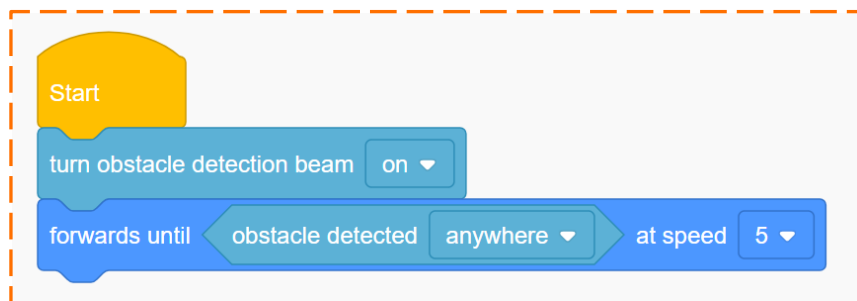 Start
turn obstacle detection beam on
forwards until obstacle detected anywhere at speed 5